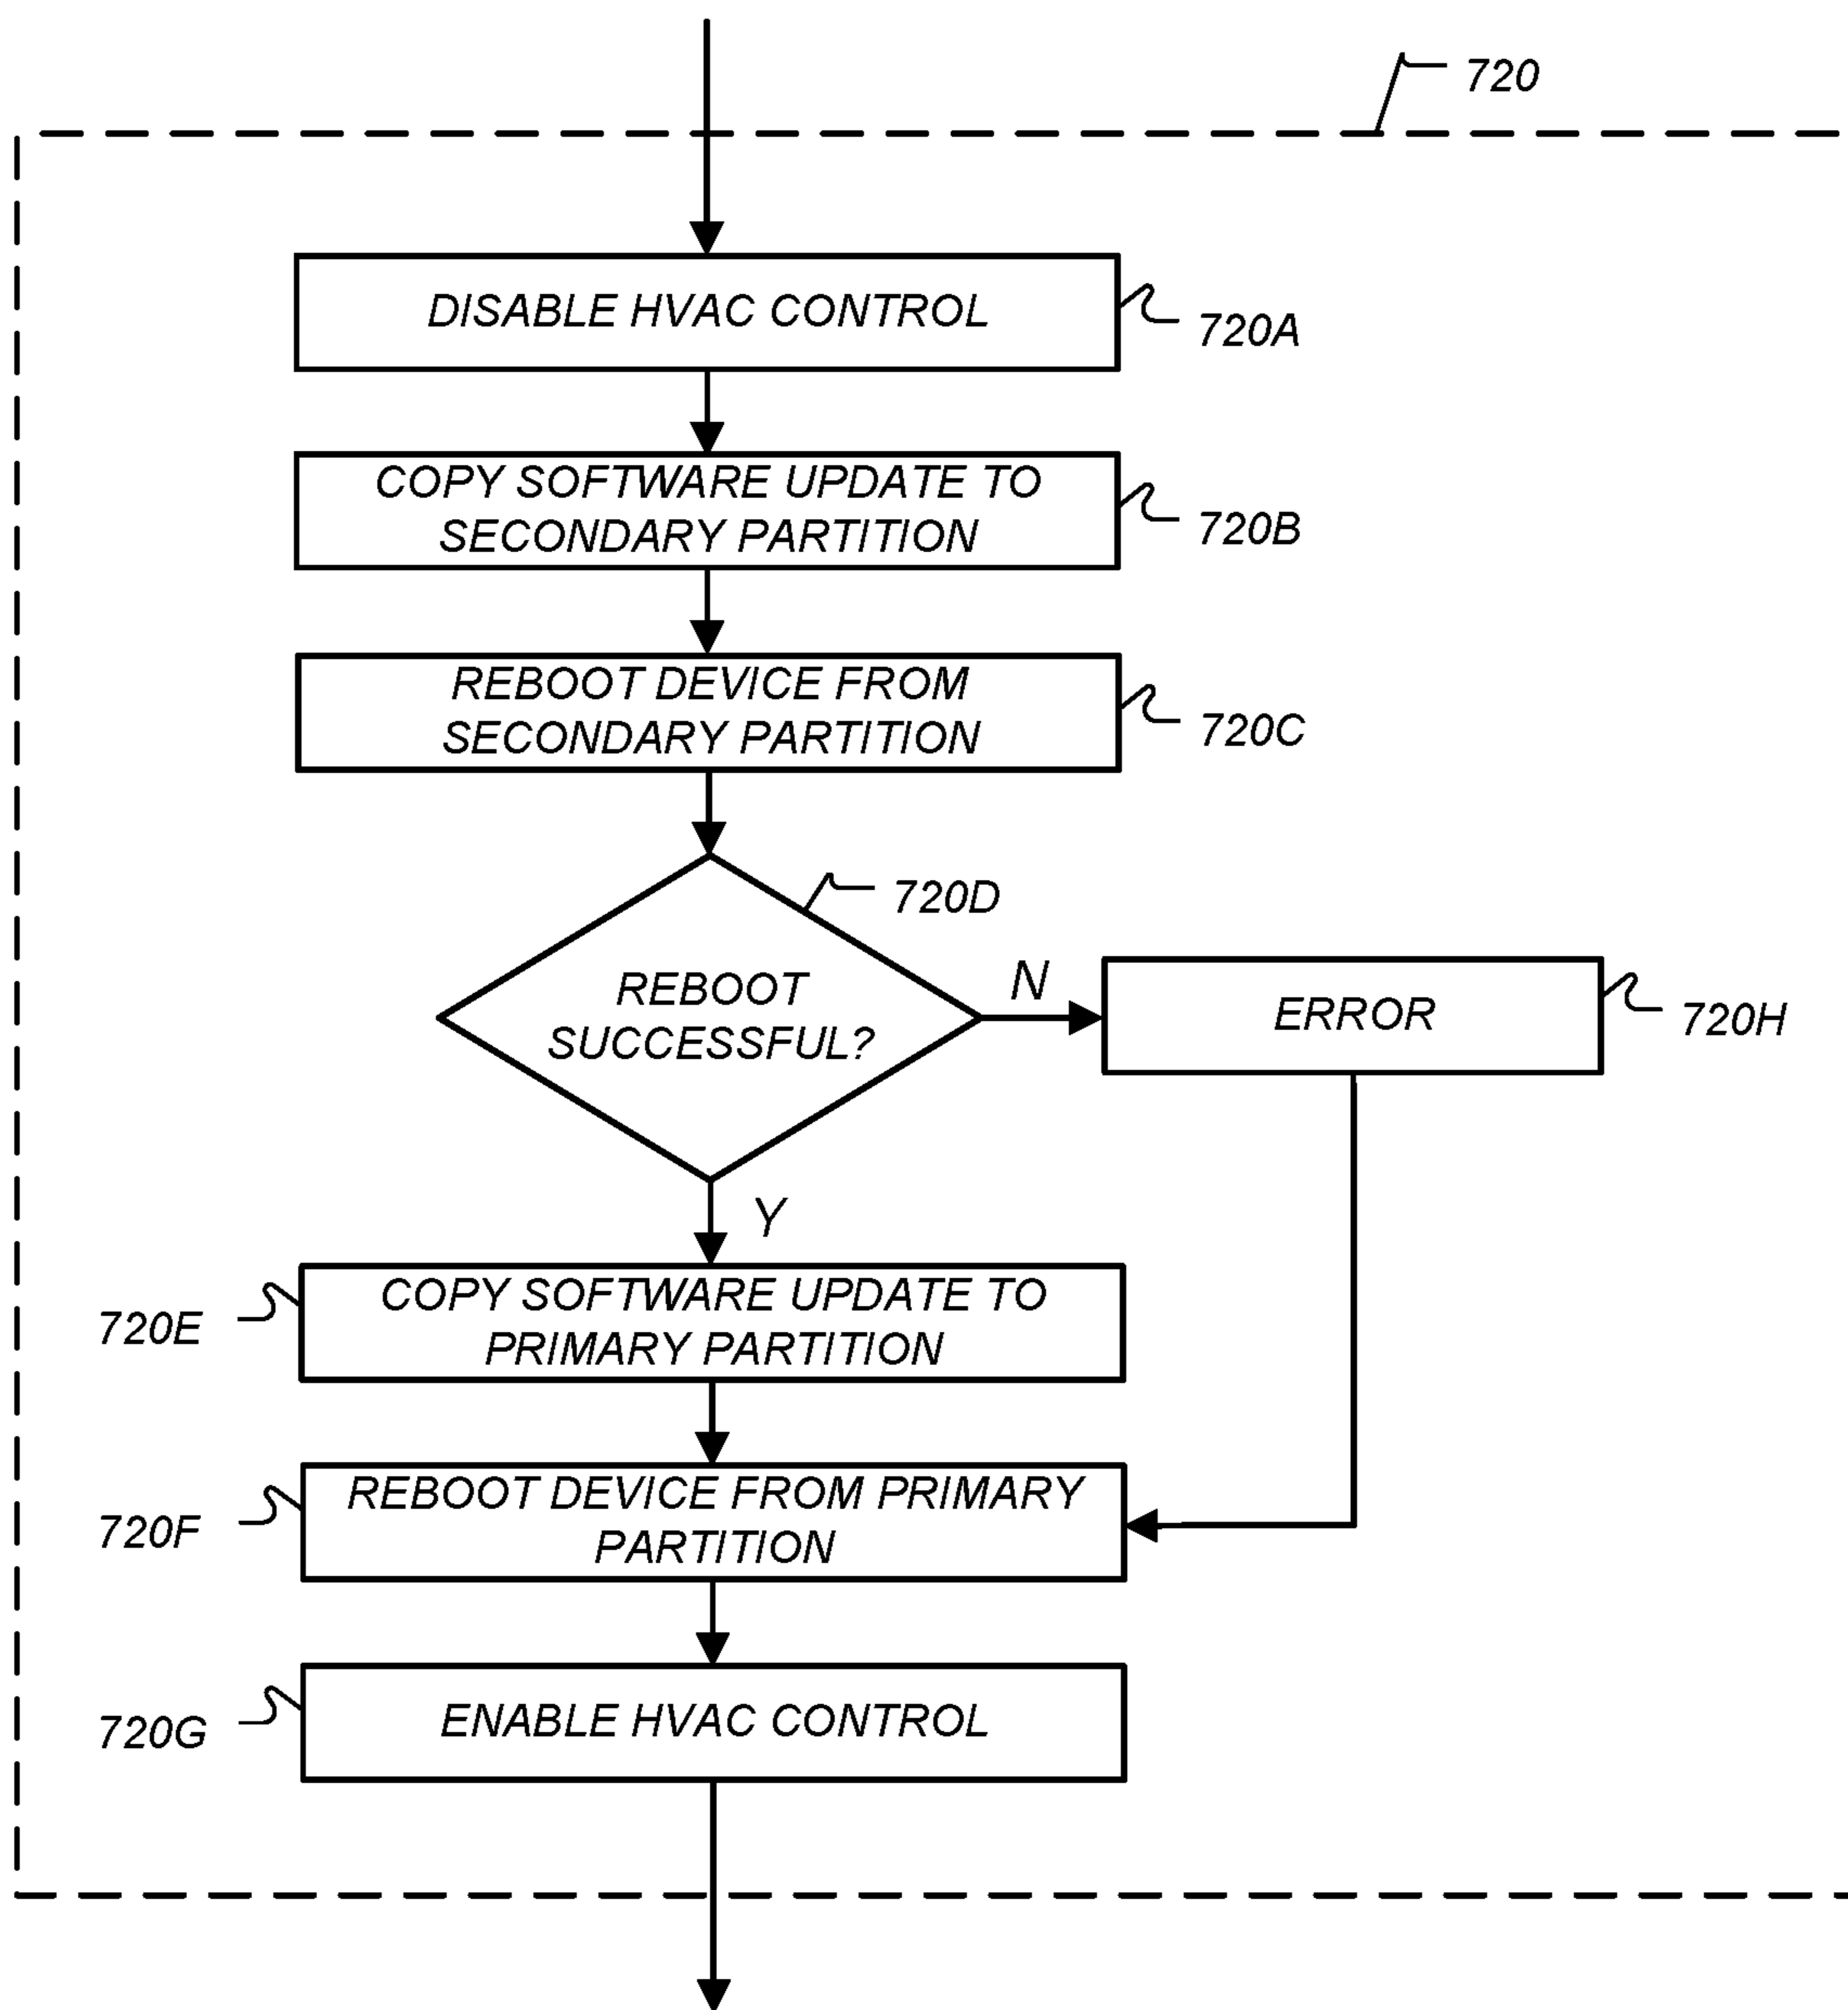 720
DISABLE HVAC CONTROL
720A
COPY SOFTWARE UPDATE TO
SECONDARY PARTITION
720B
REBOOT DEVICE FROM
SECONDARY PARTITION
720C
720D
REBOOT
SUCCESSFUL?
N
ERROR
720H
Y
COPY SOFTWARE UPDATE TO
PRIMARY PARTITION
720E
REBOOT DEVICE FROM PRIMARY
PARTITION
720F
ENABLE HVAC CONTROL
720G